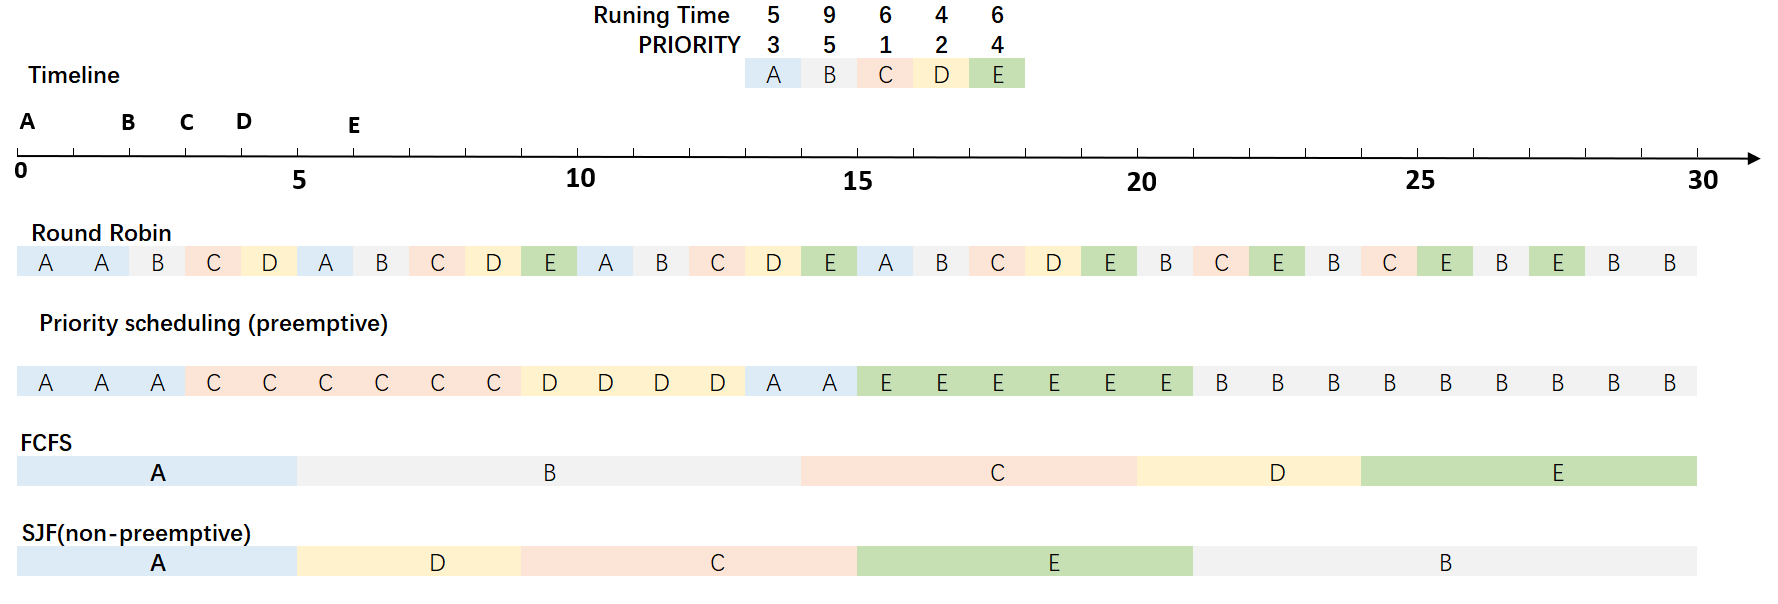 Runing Time 5 9 6 4 6
PRIORITY 3 5 1 2 4
Timeline A B C D E
A B C D E
0 5 10 15 20 25 30
Round Robin
A A B C D A B C D E A B C D E A B C D E B C E B C E B E B B
Priority scheduling (preemptive)
A A A C C C C C C D D D D A A E E E E E E B B B B B B B B B
FCFS
A B C D E
SJF(non-preemptive)
A D C E B